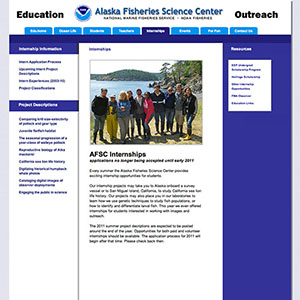 Education
Alaska Fisheries Science Center
Outreach
NATIONAL MARINE FISHERIES SERVICE - NOAA FISHERIES
Education Ocean Life Students Teachers Internships Events For Fun Contact Us
Internship Information
Internships
Resources
Intern Application Process
Upcoming Intern Project Descriptions
Intern Experiences (2003-10)
Project Classifications
Scholarship Program
Hollings Scholarship
Other Internship Opportunities
Education Links
Project Descriptions
Comparing krill size-selectivity of pollock and gear type
Juvenile flatfish habitat
The seasonal progression of a year-class of walleye pollock
Reproductive biology of Atka mackerel
California sea lion life history
Digitizing historical humpback whale photos
Cataloging digital images of observer deployments
Engaging the public in science
AFSC Internships
applications no longer being accepted until early 2011
Every summer the Alaska Fisheries Science Center provides
exciting internship opportunities for students.
Our internship projects may take you to Alaska onboard a survey
vessel or to San Miguel Island, California, to study California sea lion
life history. Our projects may also place you in our laboratories to
learn how we use genetic techniques to study fish populations, or
how to identify and differentiate larval fish. This year we even offered
internships for students interested in working with images and
outreach.
The 2011 summer project descriptions are expected to be posted
around the end of the year. Opportunities for both paid and volunteer
internships should be available. The application process for 2011 will
begin after that time. Please check back then.